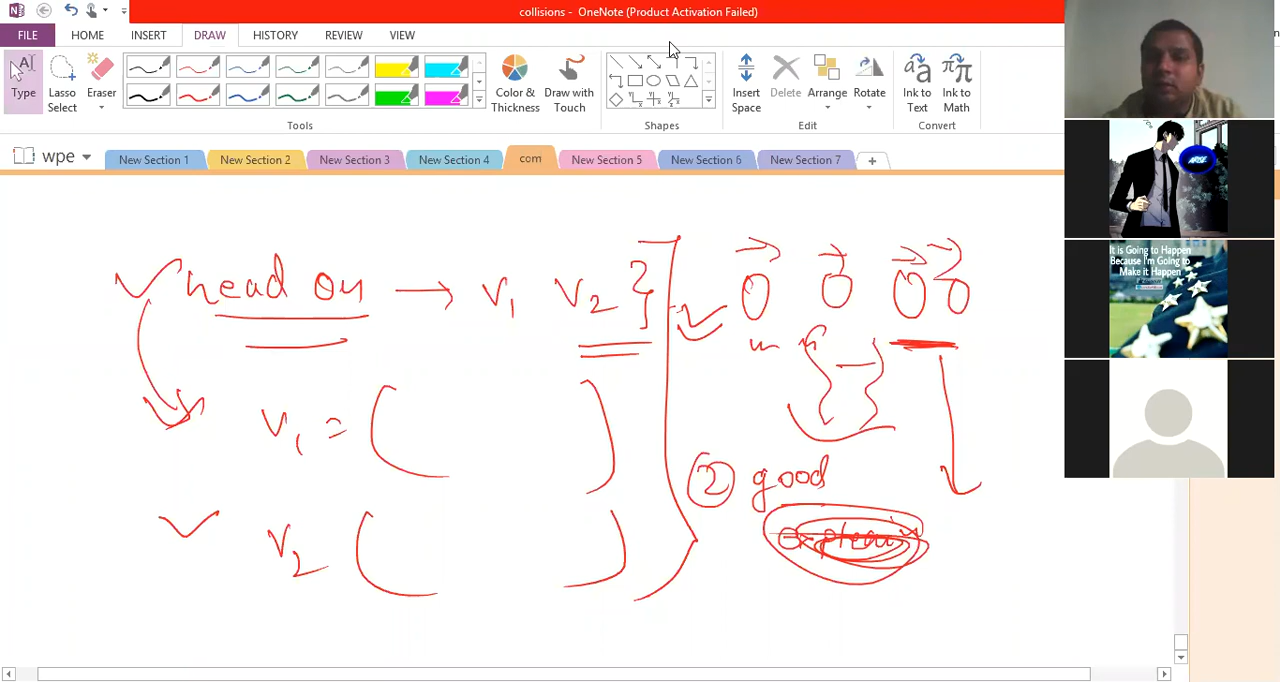 collisions - OneNote (Product Activation Failed)
FILE HOME INSERT DRAW HISTORY REVIEW VIEW
Type Lasso Select Eraser Color & Thickness Draw with Touch Insert Space Delete Arrange Rotate Ink to Text Ink to Math
Tools Shapes Edit Convert
wpe New Section 1 New Section 2 New Section 3 New Section 4 com New Section 5 New Section 6 New Section 7
head on → v₁ v₂ }
m
v₁ = ( )
② good
v₂ ( )
ARISE
It is Going to Happen
Because I'm Going to
Make it Happen